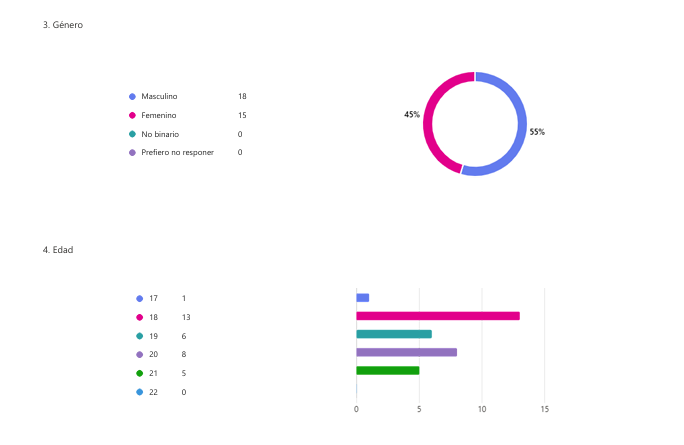 3. Género
Masculino 18
Femenino 15
No binario 0
Prefiero no responer 0
45%
55%
4. Edad
17 1
18 13
19 6
20 8
21 5
22 0
0 5 10 15